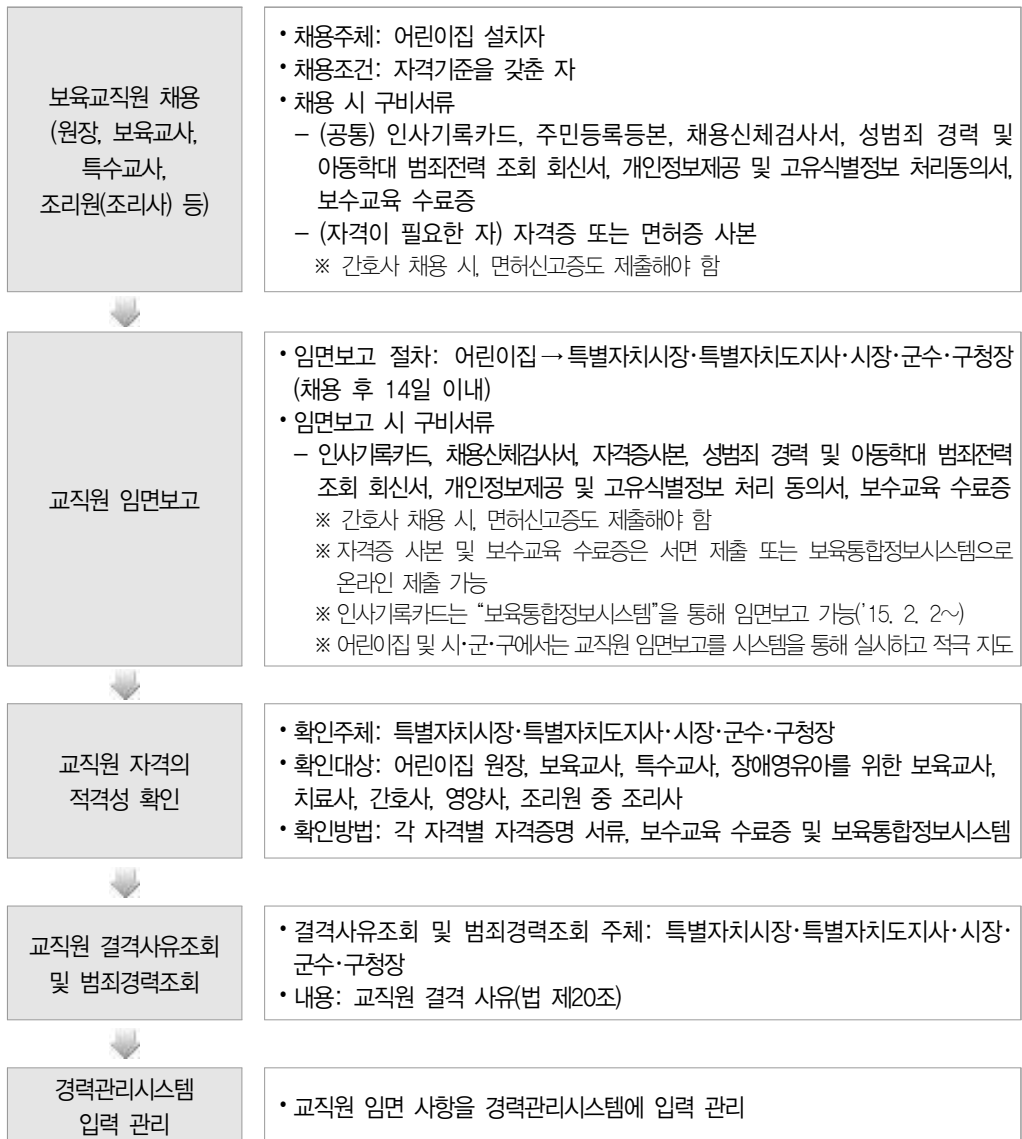 보육교직원 채용
(원장, 보육교사,
특수교사,
조리원(조리사) 등)
• 채용주체: 어린이집 설치자
• 채용조건: 자격기준을 갖춘 자
• 채용 시 구비서류
– (공통) 인사기록카드, 주민등록등본, 채용신체검사서, 성범죄 경력 및
아동학대 범죄전력 조회 회신서, 개인정보제공 및 고유식별정보 처리동의서,
보수교육 수료증
– (자격이 필요한 자) 자격증 또는 면허증 사본
※ 간호사 채용 시, 면허신고증도 제출해야 함
교직원 임면보고
• 임면보고 절차: 어린이집→특별자치시장·특별자치도지사·시장·군수·구청장
(채용 후 14일 이내)
• 임면보고 시 구비서류
– 인사기록카드, 채용신체검사서, 자격증사본, 성범죄 경력 및 아동학대 범죄전력
조회 회신서, 개인정보제공 및 고유식별정보 처리 동의서, 보수교육 수료증
※ 간호사 채용 시, 면허신고증도 제출해야 함
※ 자격증 사본 및 보수교육 수료증은 서면 제출 또는 보육통합정보시스템으로
온라인 제출 가능
※ 인사기록카드는 “보육통합정보시스템”을 통해 임면보고 가능(’15. 2. 2~)
※ 어린이집 및 시·군·구에서는 교직원 임면보고를 시스템을 통해 실시하고 적극 지도
교직원 자격의
적격성 확인
• 확인주체: 특별자치시장·특별자치도지사·시장·군수·구청장
• 확인대상: 어린이집 원장, 보육교사, 특수교사, 장애영유아를 위한 보육교사,
치료사, 간호사, 영양사, 조리원 중 조리사
• 확인방법: 각 자격별 자격증명 서류, 보수교육 수료증 및 보육통합정보시스템
교직원 결격사유조회
및 범죄경력조회
• 결격사유조회 및 범죄경력조회 주체: 특별자치시장·특별자치도지사·시장·
군수·구청장
• 내용: 교직원 결격 사유(법 제20조)
경력관리시스템
입력 관리
• 교직원 임면 사항을 경력관리시스템에 입력 관리